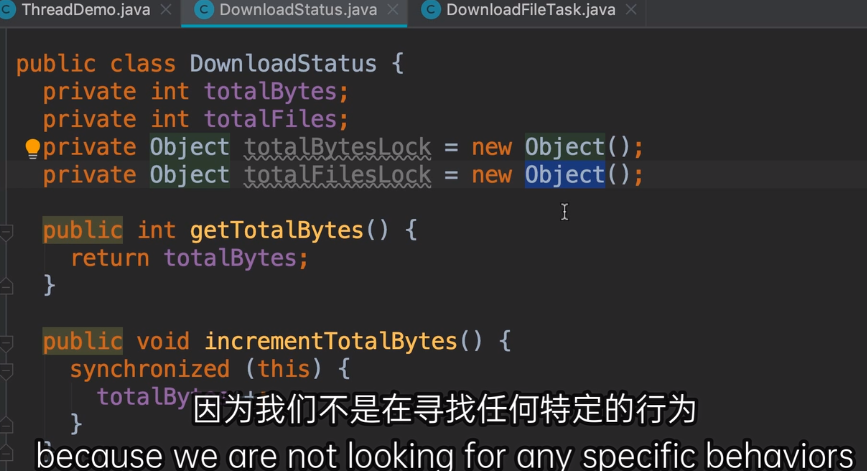 ThreadDemo.java × DownloadStatus.java × DownloadFileTask.java ×
public class DownloadStatus {
private int totalBytes;
private int totalFiles;
private Object totalBytesLock = new Object();
private Object totalFilesLock = new Object();
public int getTotalBytes() {
return totalBytes;
}
public void incrementTotalBytes() {
synchronized (this) {
因为我们不是在寻找任何特定的行为
}
because we are not looking for any specific behaviors